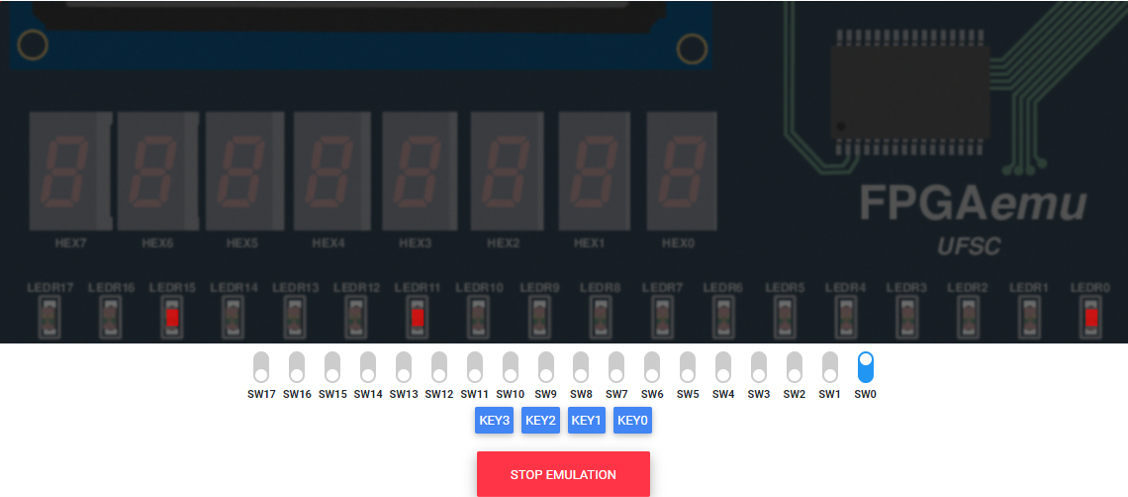 FPGAemu
UFSC
HEX7 HEX6 HEX5 HEX4 HEX3 HEX2 HEX1 HEX0
LEDR17 LEDR16 LEDR15 LEDR14 LEDR13 LEDR12 LEDR11 LEDR10 LEDR9 LEDR8 LEDR7 LEDR6 LEDR5 LEDR4 LEDR3 LEDR2 LEDR1 LEDR0
SW17 SW16 SW15 SW14 SW13 SW12 SW11 SW10 SW9 SW8 SW7 SW6 SW5 SW4 SW3 SW2 SW1 SW0
KEY3 KEY2 KEY1 KEY0
STOP EMULATION